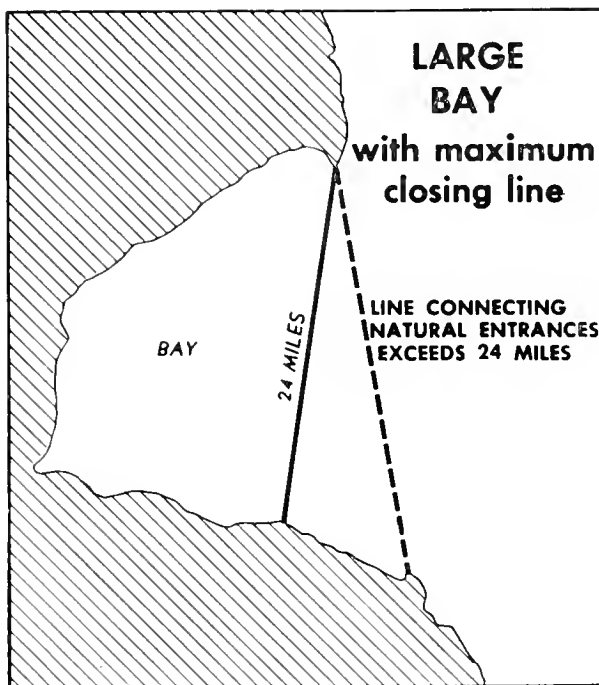 LARGE
BAY
with maximum
closing line
LINE CONNECTING
NATURAL ENTRANCES
EXCEEDS 24 MILES
BAY
24 MILES